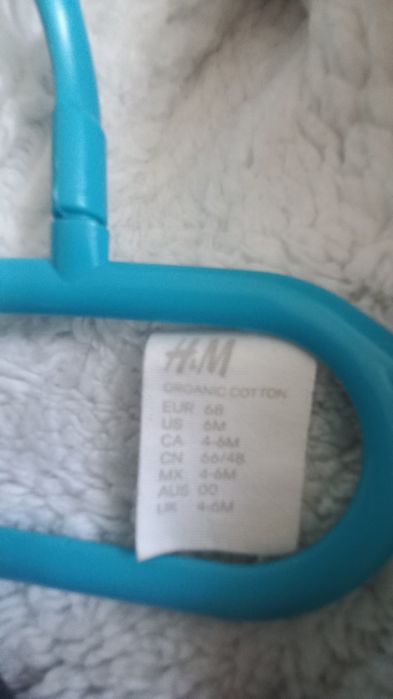 H&M
ORGANIC COTTON
EUR 68
US 6M
CA 4-6M
CN 66/48
MX 4-6M
AUS 00
UK 4-6M